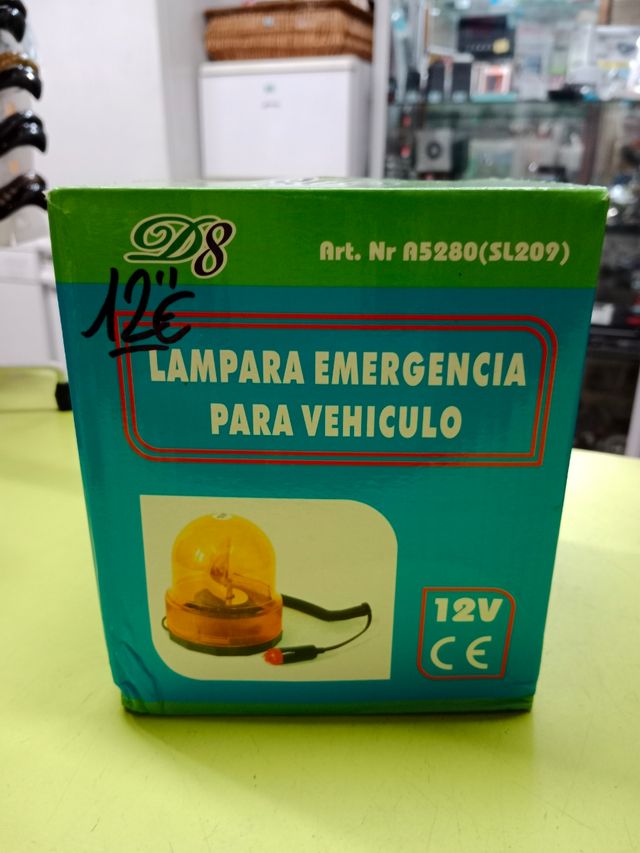 D8
Art. Nr A5280(SL209)
12"€
LAMPARA EMERGENCIA
PARA VEHICULO
12V
CE